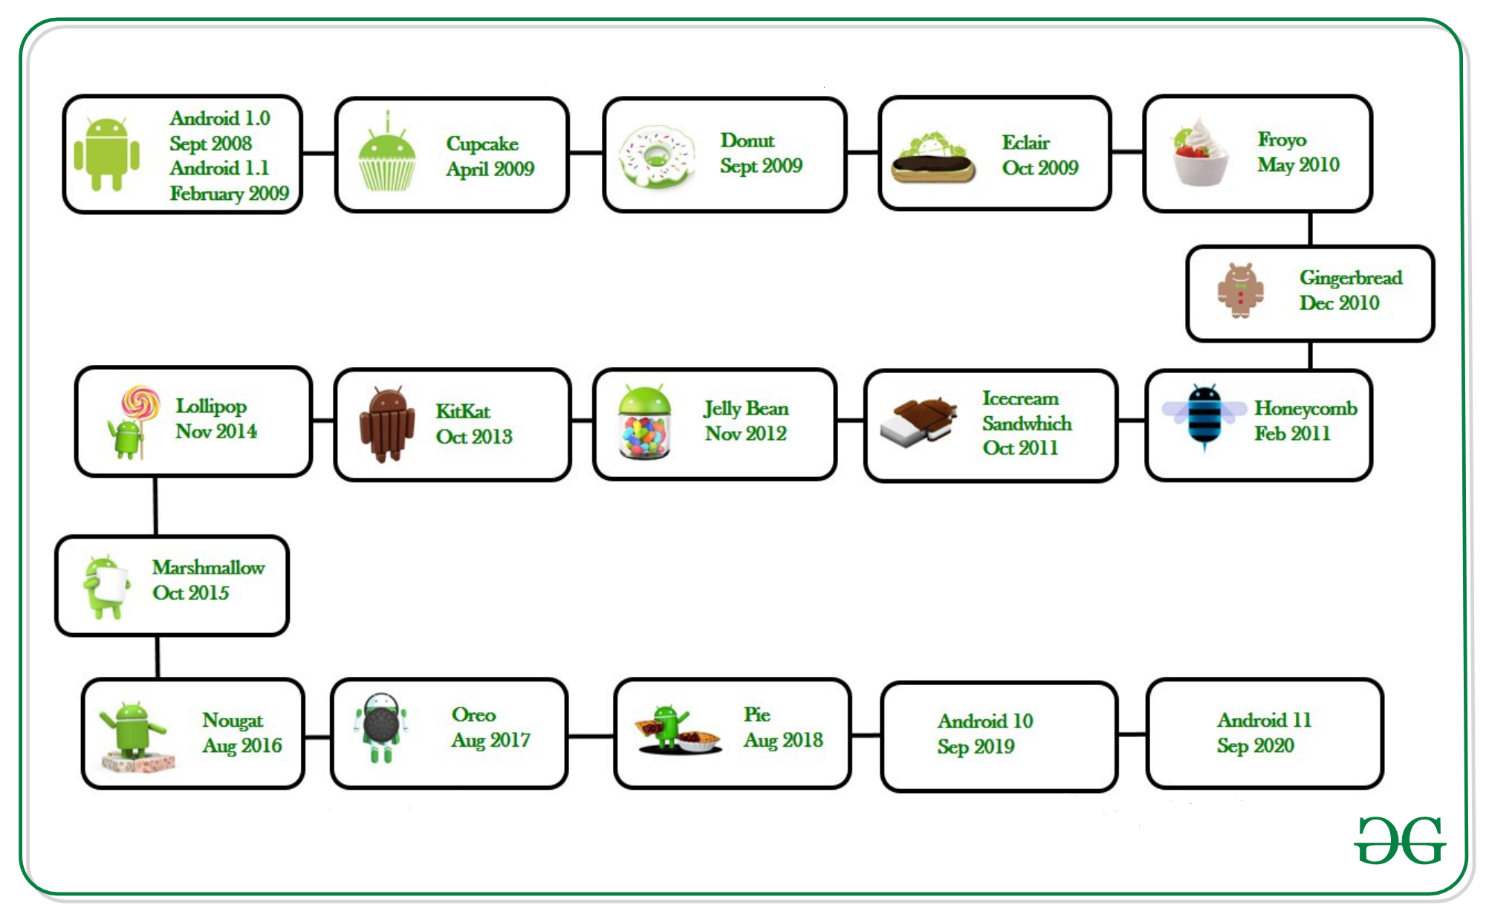 Android 1.0
Sept 2008
Android 1.1
February 2009
Cupcake
April 2009
Donut
Sept 2009
Eclair
Oct 2009
Froyo
May 2010
Gingerbread
Dec 2010
Honeycomb
Feb 2011
Icecream
Sandwhich
Oct 2011
Jelly Bean
Nov 2012
KitKat
Oct 2013
Lollipop
Nov 2014
Marshmallow
Oct 2015
Nougat
Aug 2016
Oreo
Aug 2017
Pie
Aug 2018
Android 10
Sep 2019
Android 11
Sep 2020